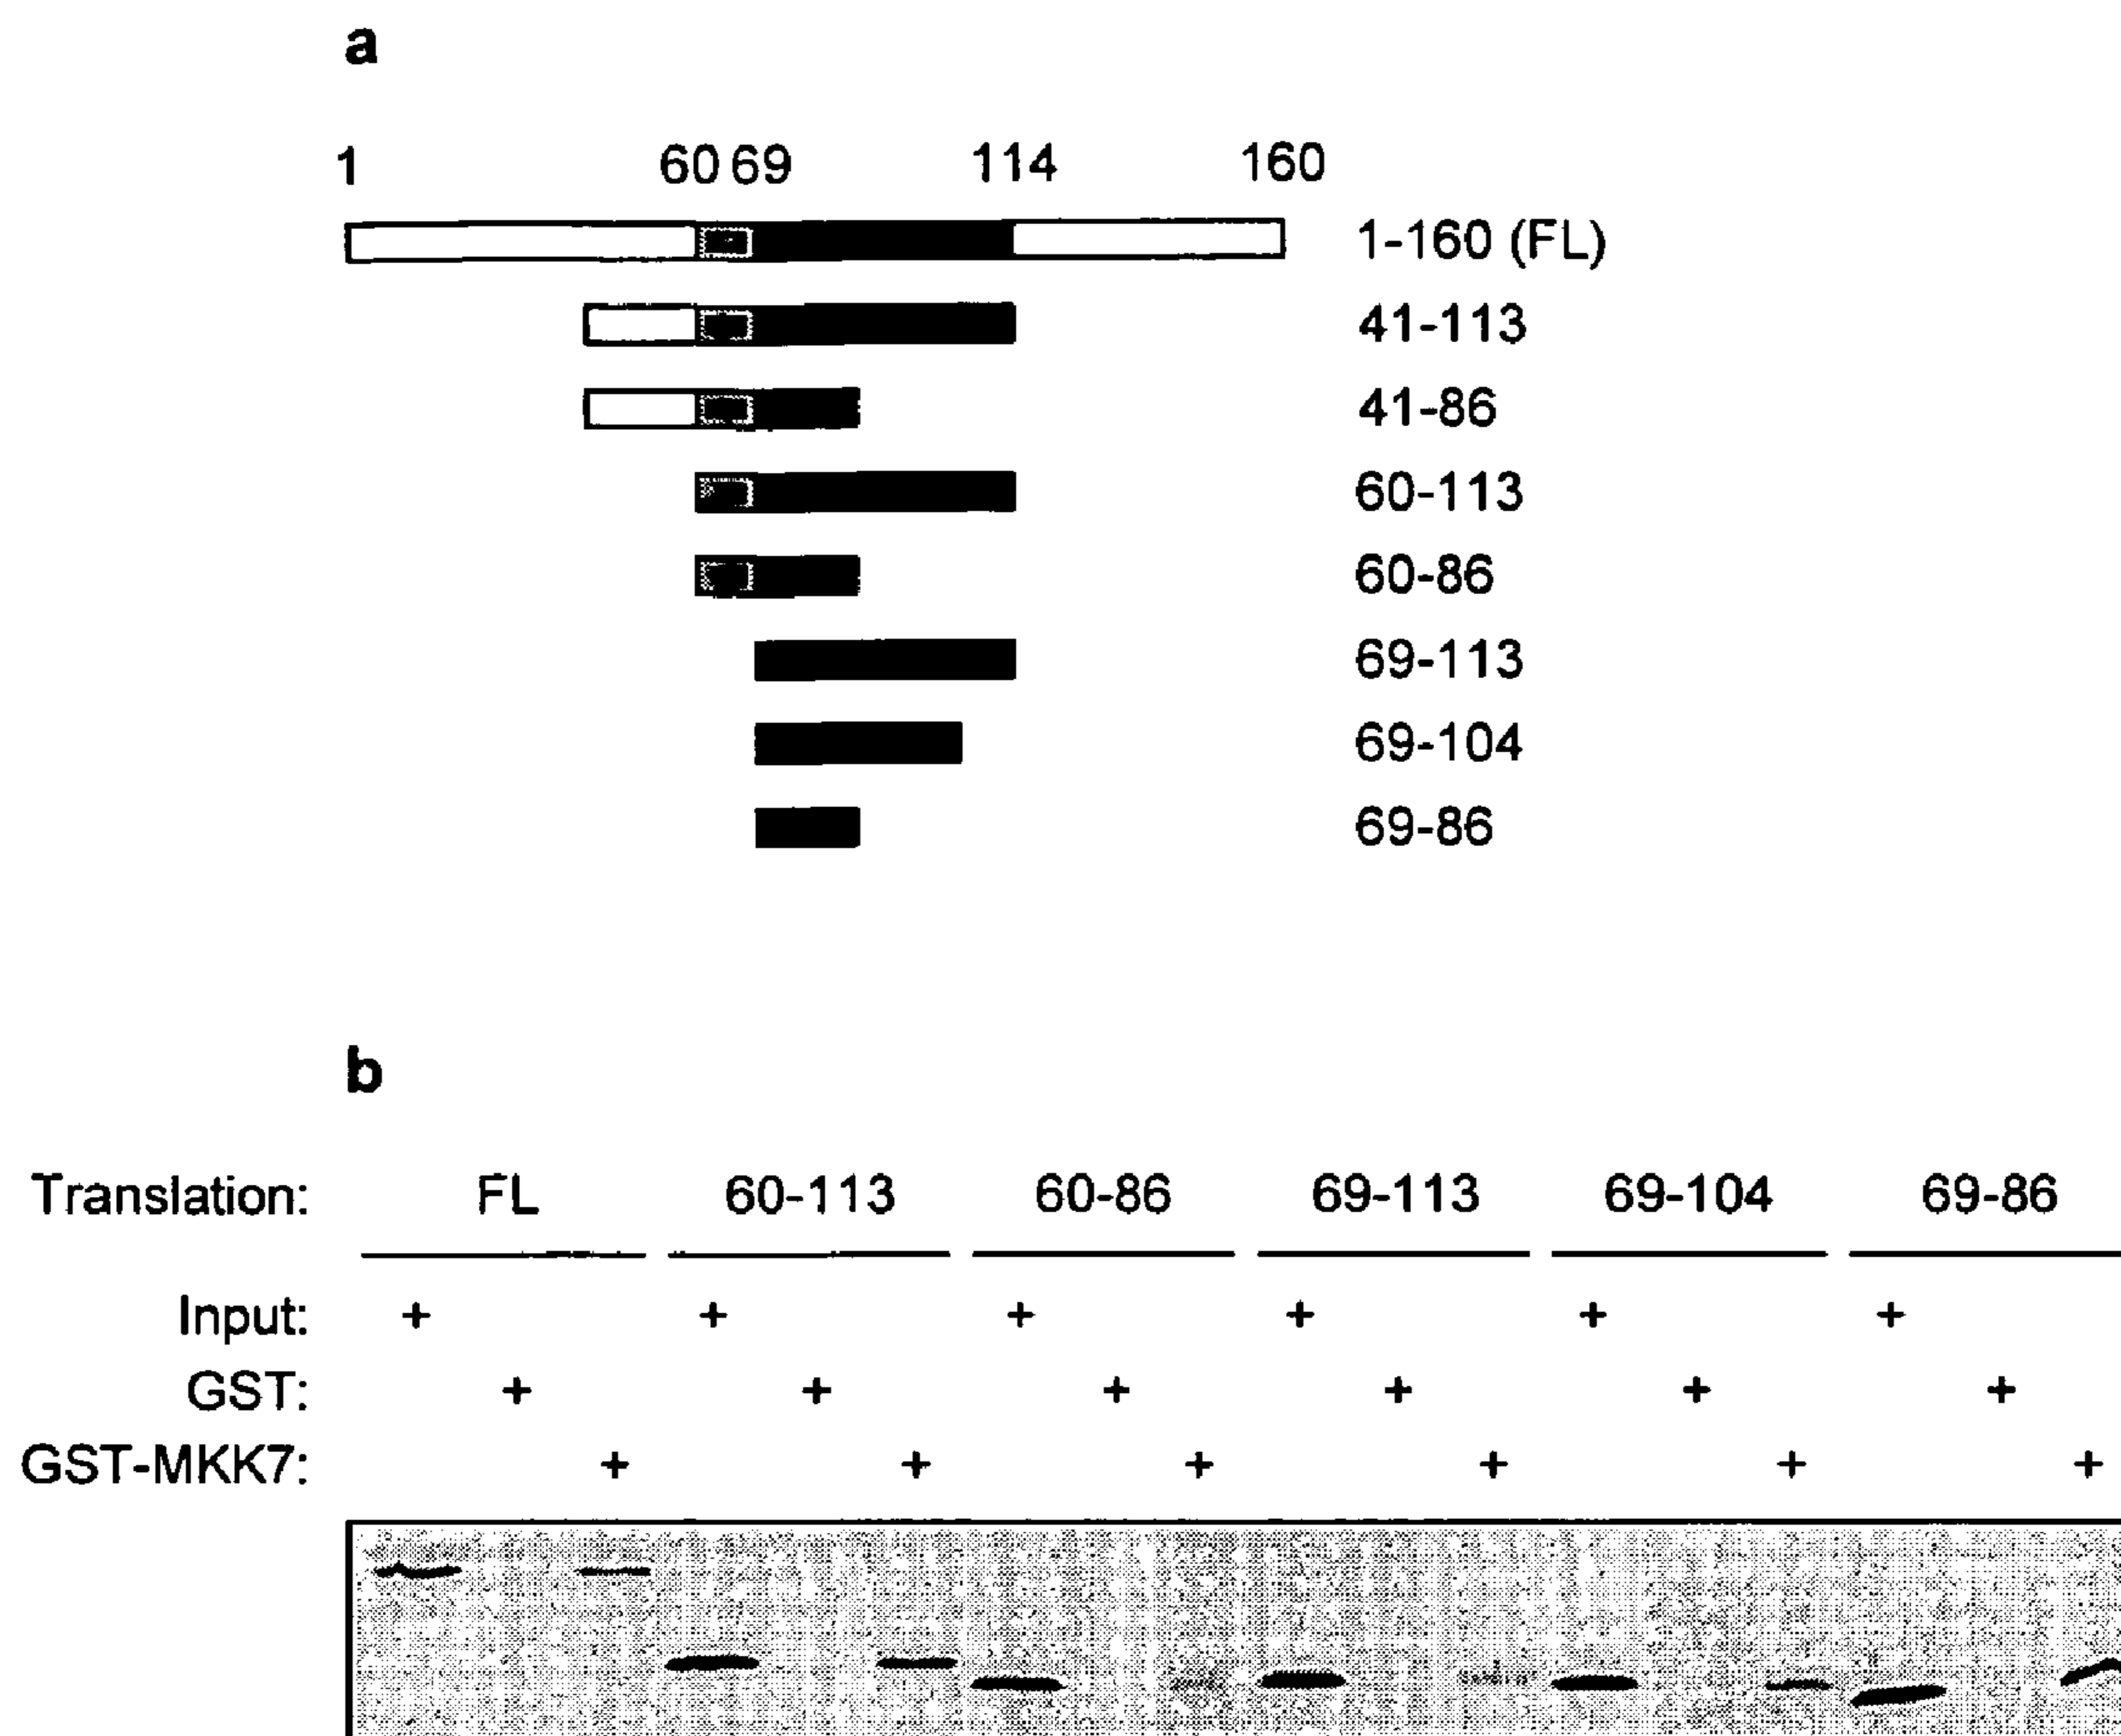 a
1 60 69 114 160
1-160 (FL)
41-113
41-86
60-113
60-86
69-113
69-104
69-86
b
Translation: FL 60-113 60-86 69-113 69-104 69-86
Input: + + + + + +
GST: + + + + + +
GST-MKK7: + + + + + +